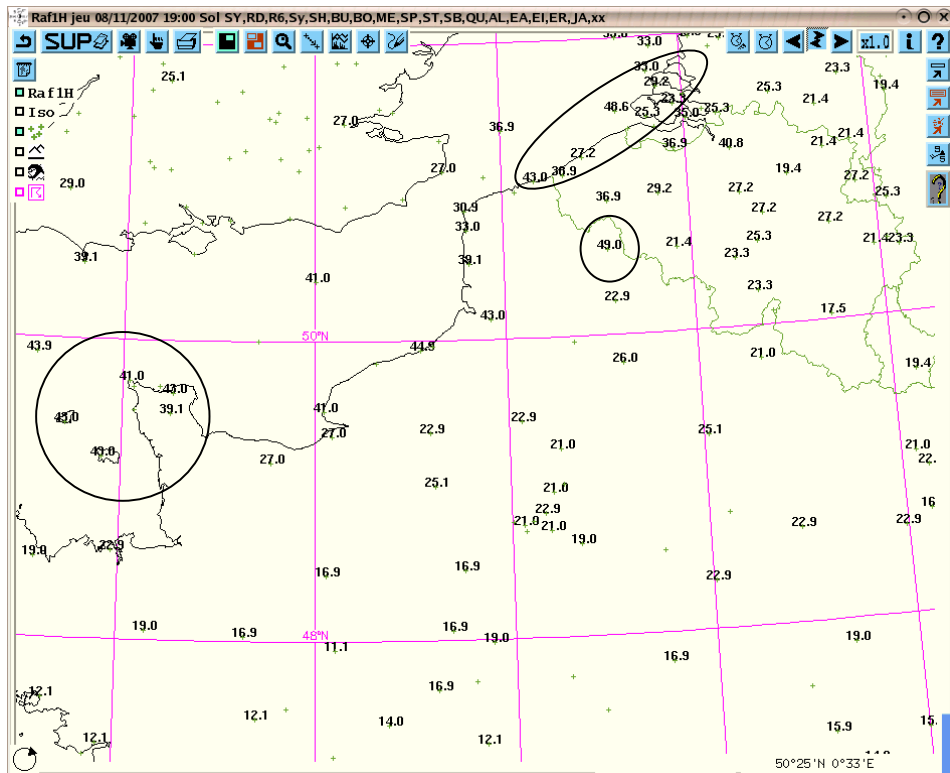 Raf1H jeu 08/11/2007 19:00 Sol SY,RD,R6,Sy,SH,BU,BO,ME,SP,ST,SB,QU,AL,EA,EI,ER,JA,xx
SUP x1.0 i ?
Raf1H
Iso
33.0
25.1 33.0 23.3
29.2 25.3 21.4 19.4
27.0 36.9 48.6 25.3 23.3 35.0 25.3
36.9 40.8 21.4 21.4
27.2
29.0 27.0 43.0 38.9 29.2 27.2 19.4 27.2 25.3
30.9 36.9 27.2 27.2
33.0 49.0 21.4 25.3 21.4 23.3
39.1 39.1 23.3
41.0 22.9 23.3
43.0 17.5
50°N
43.9 44.9 26.0 21.0 19.4
41.0 43.0
39.1 41.0 22.9
43.0 27.0 22.9 21.0 25.1 21.0
49.0 27.0 22.
25.1 21.0 16
22.9
21.0 21.0 22.9 22.9
19.0 22.9 19.0
16.9 16.9 22.9
19.0 16.9 16.9 19.0 19.0
48°N
11.1 16.9
12.1 16.9
12.1 14.0 15.9 15.
12.1 12.1
50°25'N 0°33'E